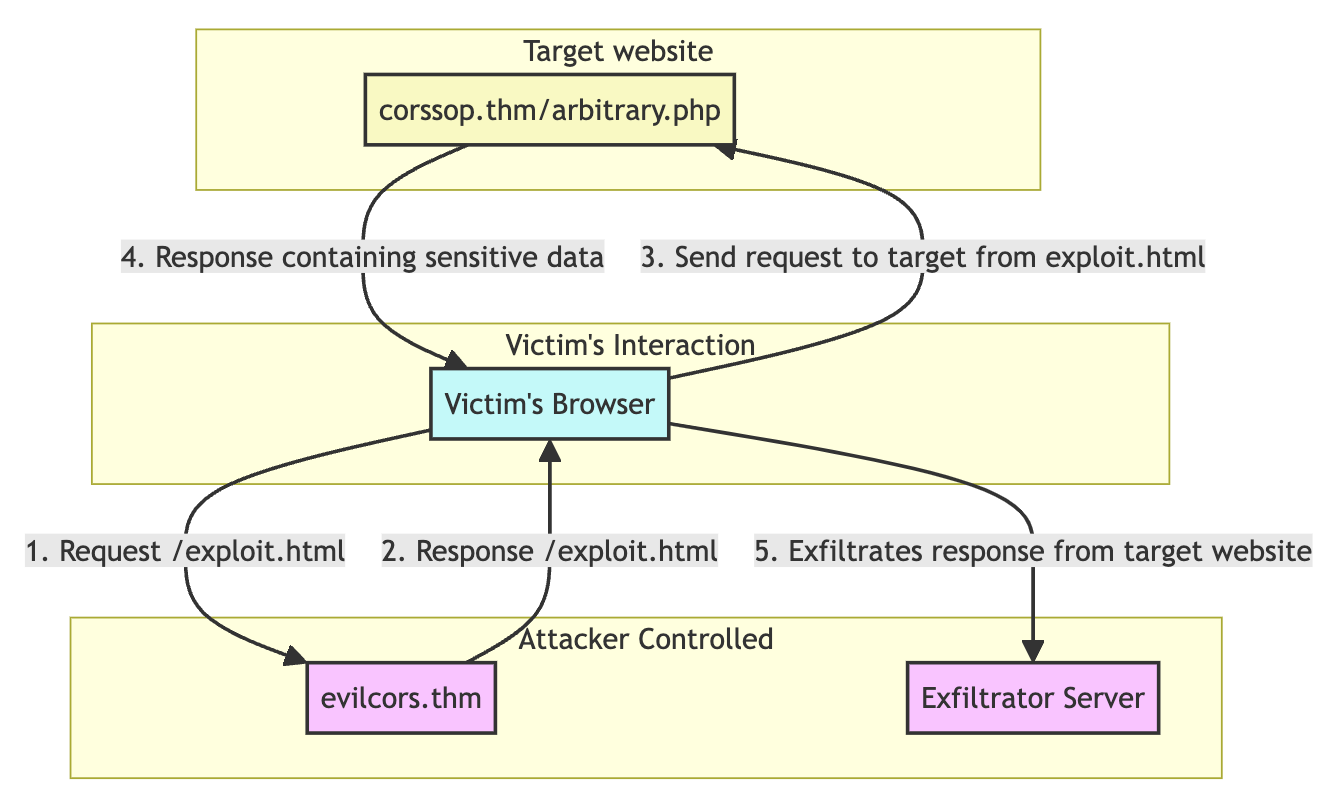 Target website
corssop.thm/arbitrary.php
4. Response containing sensitive data
3. Send request to target from exploit.html
Victim's Interaction
Victim's Browser
1. Request /exploit.html
2. Response /exploit.html
5. Exfiltrates response from target website
Attacker Controlled
evilcors.thm
Exfiltrator Server